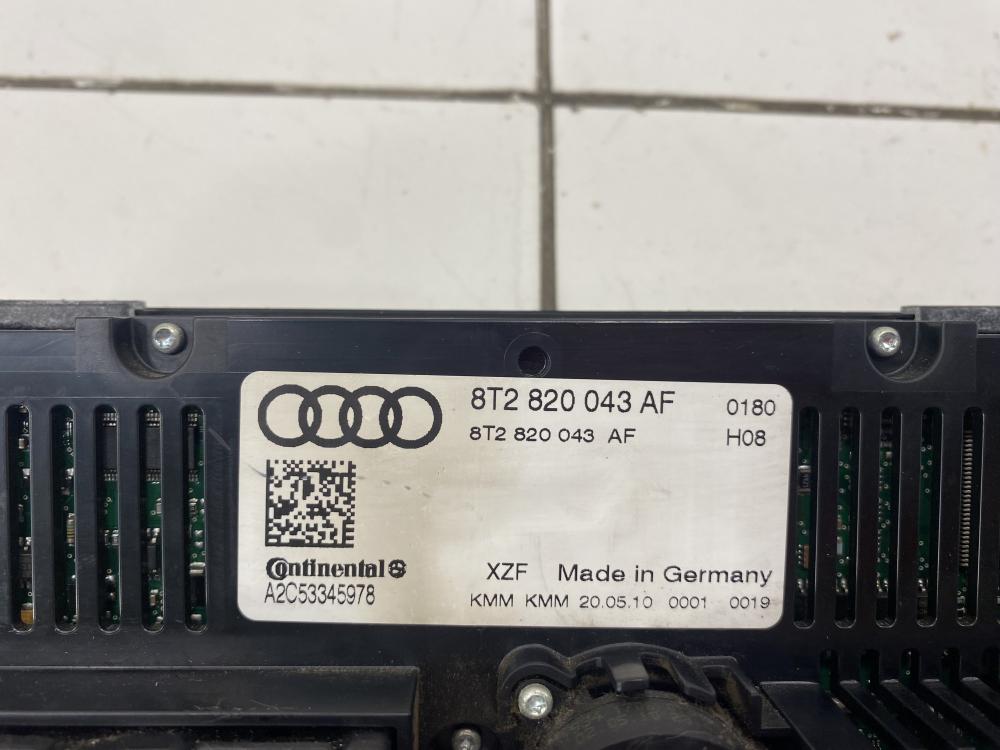 8T2 820 043 AF 0180
8T2 820 043 AF H08
Continental
A2C53345978
XZF Made in Germany
KMM KMM 20.05.10 0001 0019